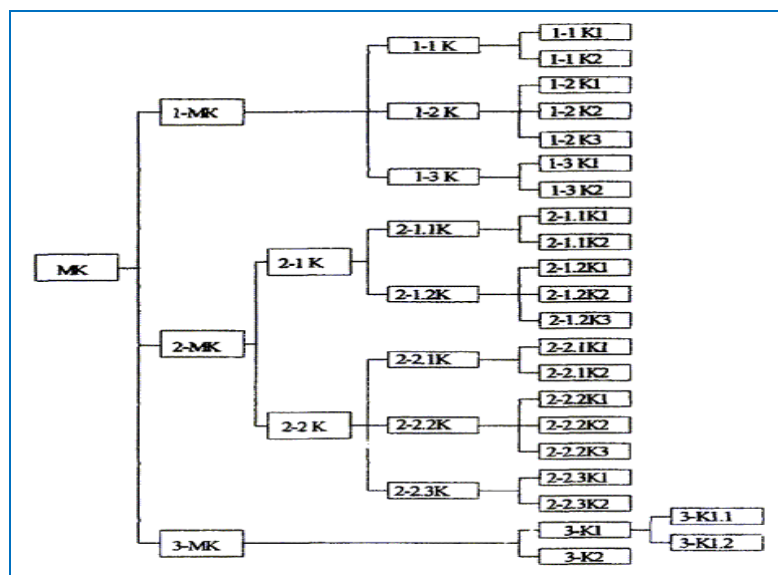 MK
1-MK
2-MK
3-MK
2-1 K
2-2 K
1-1 K
1-2 K
1-3 K
2-1.1K
2-1.2K
2-2.1K
2-2.2K
2-2.3K
1-1 K1
1-1 K2
1-2 K1
1-2 K2
1-2 K3
1-3 K1
1-3 K2
2-1.1K1
2-1.1K2
2-1.2K1
2-1.2K2
2-1.2K3
2-2.1K1
2-2.1K2
2-2.2K1
2-2.2K2
2-2.2K3
2-2.3K1
2-2.3K2
3-K1
3-K2
3-K1.1
3-K1.2